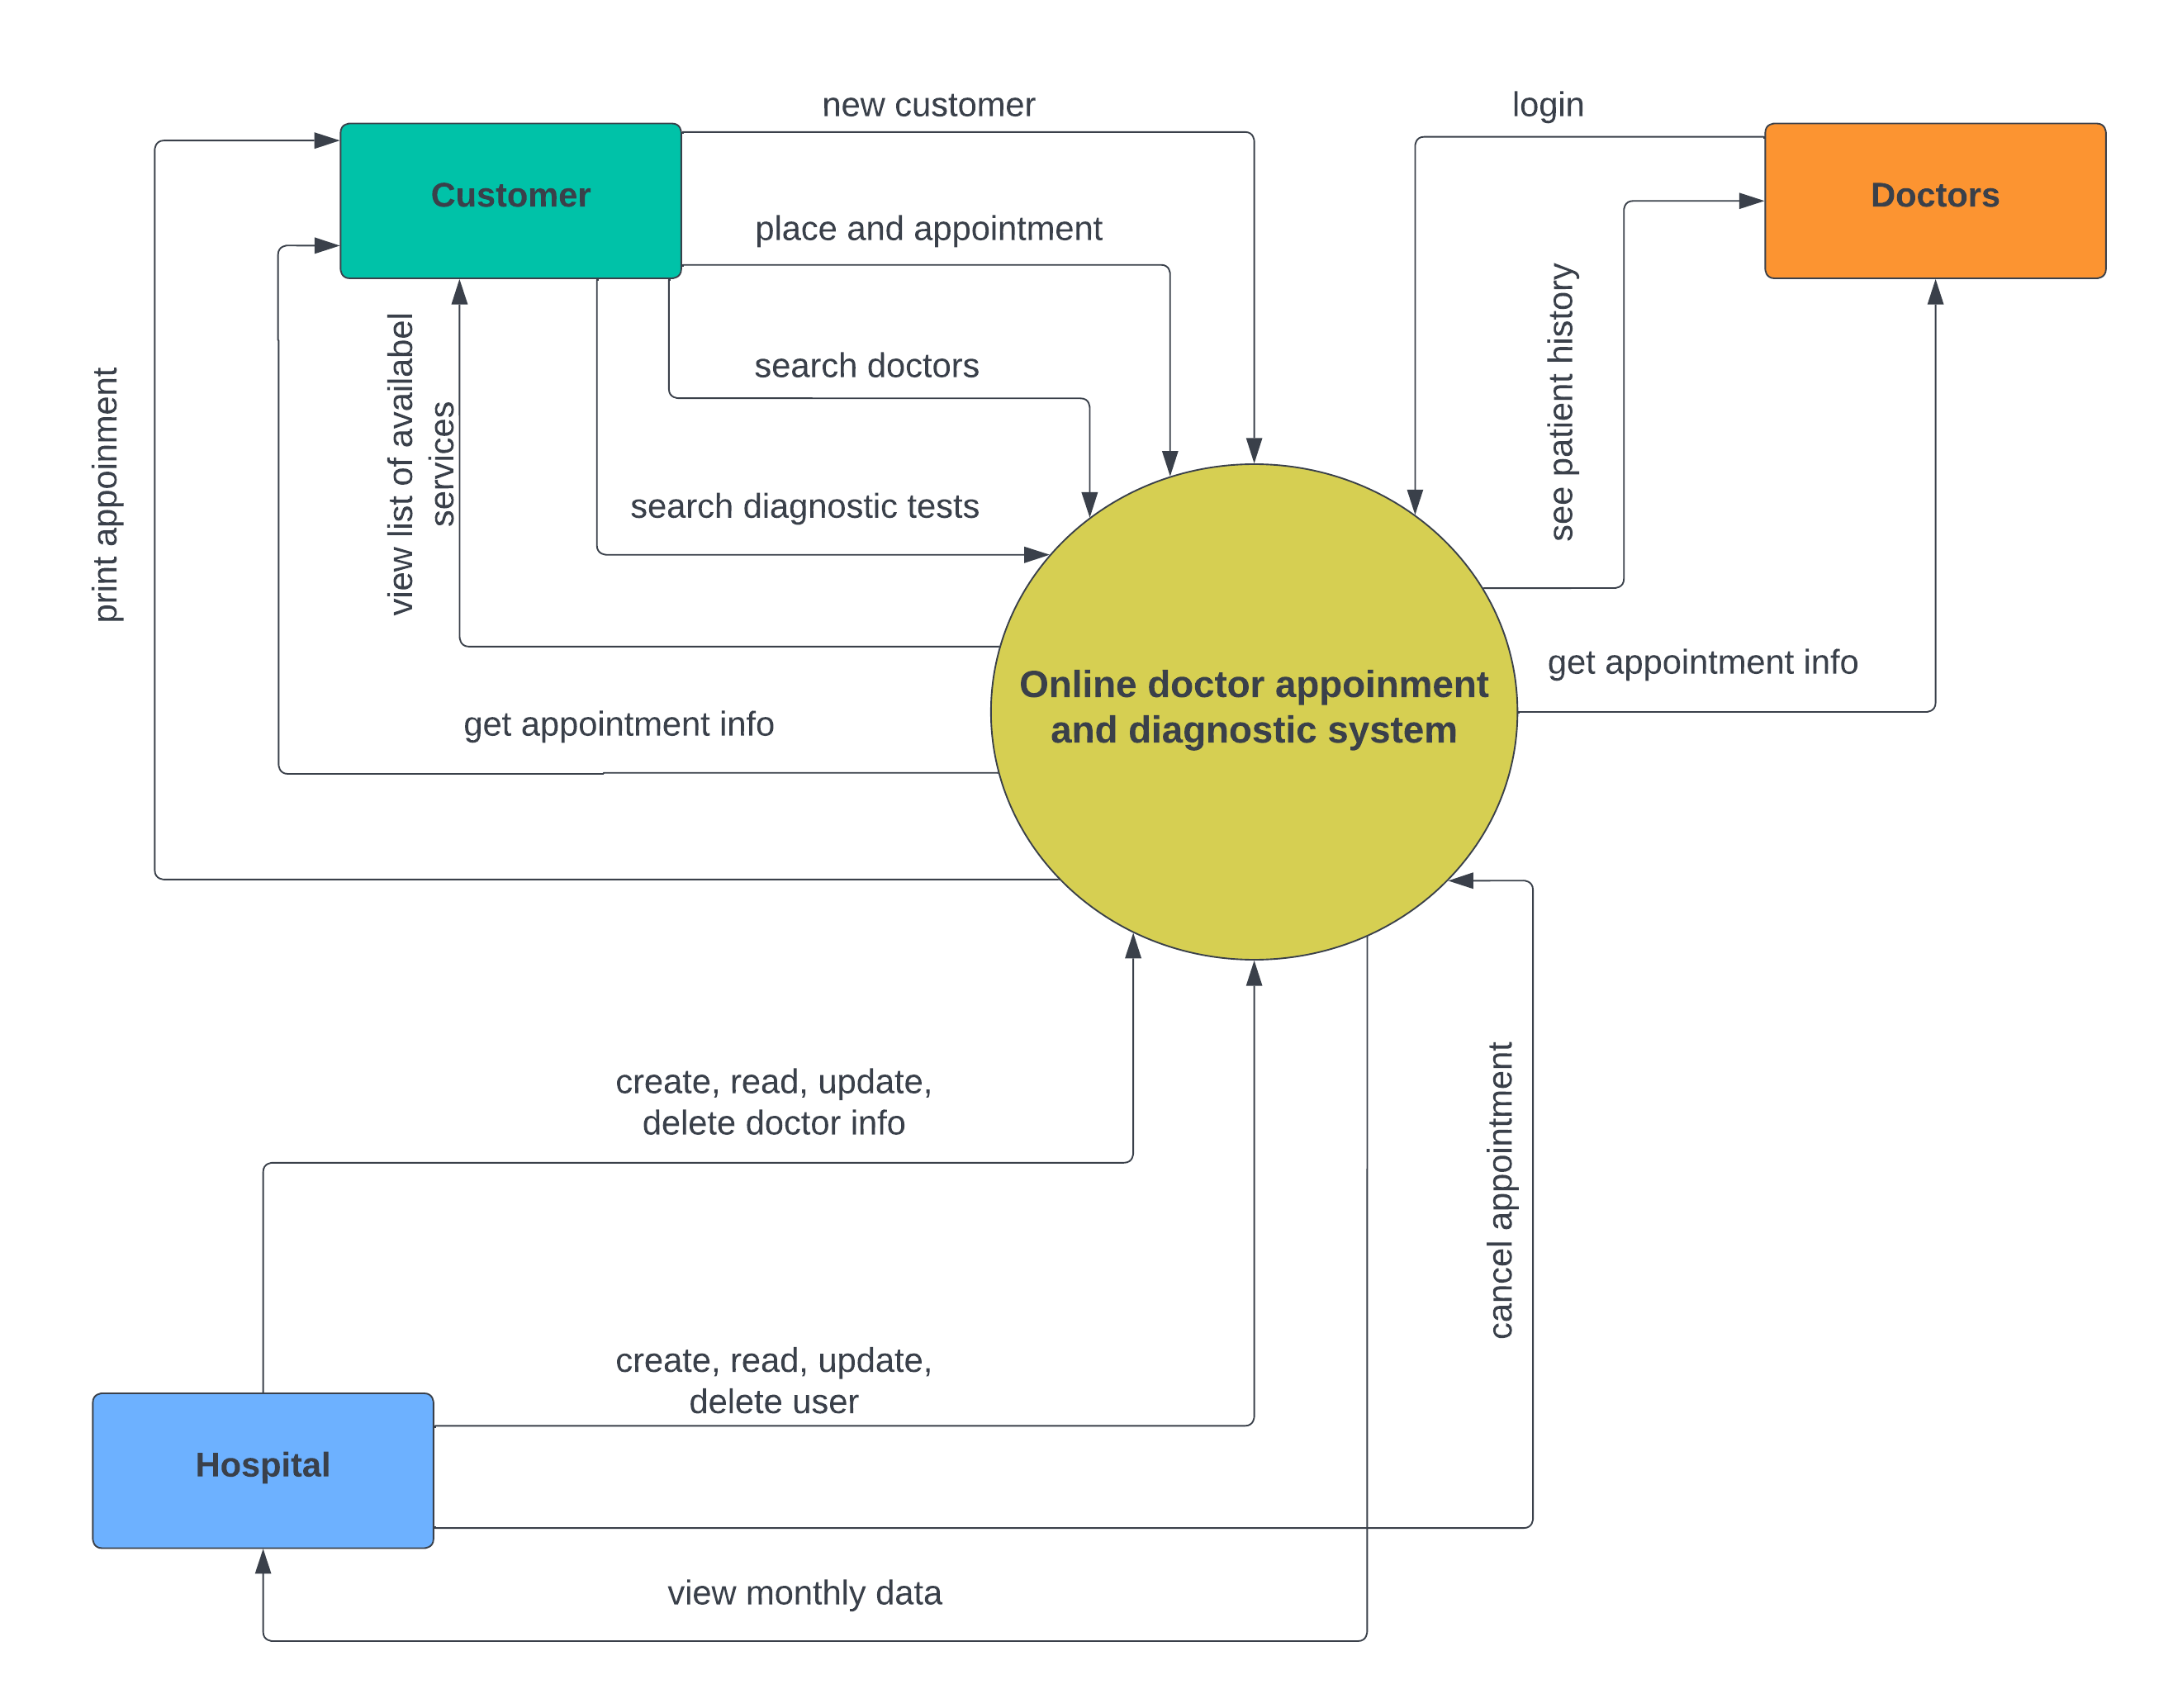 new customer
login
Customer
Doctors
place and appointment
see patient history
view list of availabel
services
search doctors
print appoinment
search diagnostic tests
get appointment info
Online doctor appoinment
and diagnostic system
get appointment info
create, read, update,
delete doctor info
cancel appointment
create, read, update,
delete user
Hospital
view monthly data